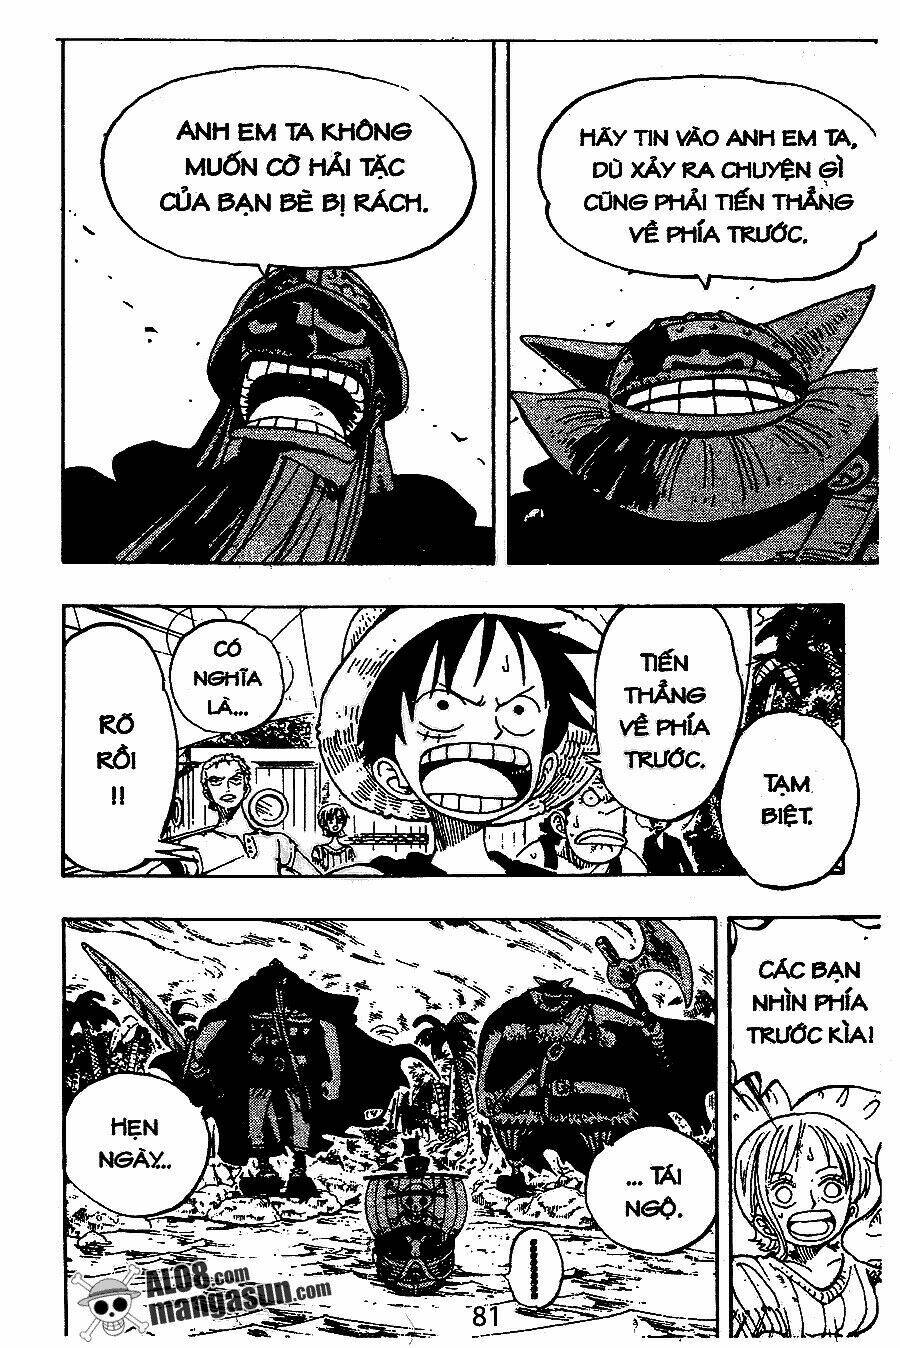 ANH EM TA KHÔNG
MUỐN CỜ HẢI TẶC
CỦA BẠN BÈ BỊ RÁCH.
HÃY TIN VÀO ANH EM TA,
DÙ XẢY RA CHUYỆN GÌ
CŨNG PHẢI TIẾN THẲNG
VỀ PHÍA TRƯỚC.
RÕ
RỒI
!!
CÓ
NGHĨA
LÀ...
TIẾN
THẲNG
VỀ PHÍA
TRƯỚC.
TẠM
BIỆT.
HẸN
NGÀY..
... TÁI
NGỘ.
CÁC BẠN
NHÌN PHÍA
TRƯỚC KÌA!
AL08.com
mangasun.com
81